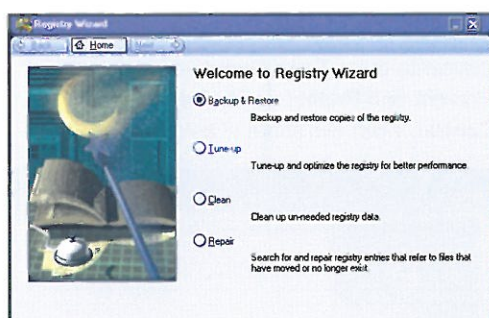 Registry Wizard
Back Home Next
Welcome to Registry Wizard
Backup & Restore
Backup and restore copies of the registry.
Tune-up
Tune-up and optimize the registry for better performance.
Clean
Clean up un-needed registry data.
Repair
Search for and repair registry entries that refer to files that
have moved or no longer exist.